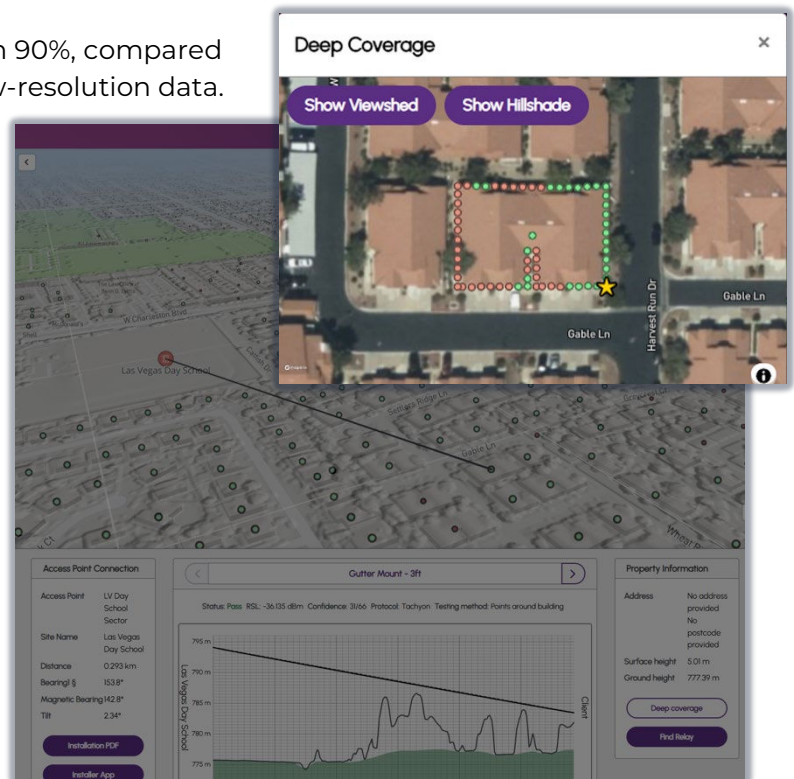 n 90%, compared
w-resolution data.
Deep Coverage
×
Show Viewshed
Show Hillshade
Gable Ln
Gable Ln
Harvest Run Dr
W Charleston Blvd
Las Vegas Day School
Gable Ln
Access Point Connection
Access Point
LV Day
School
Sector
Site Name
Las Vegas
Day School
Distance
0.293 km
Bearing| §
153.8°
Magnetic Bearing 142.8°
Tilt
2.34°
Installation PDF
Installer App
Gutter Mount - 3ft
Status: Pass RSL: -36.135 dBm Confidence: 31/66 Protocol: Tachyon Testing method: Points around building
795 m
790 m
785 m
780 m
775 m
Las Vegas Day School
Client
Property Information
Address
No address
provided
No
postcode
provided
Surface height
5.01 m
Ground height
777.39 m
Deep coverage
Find Relay